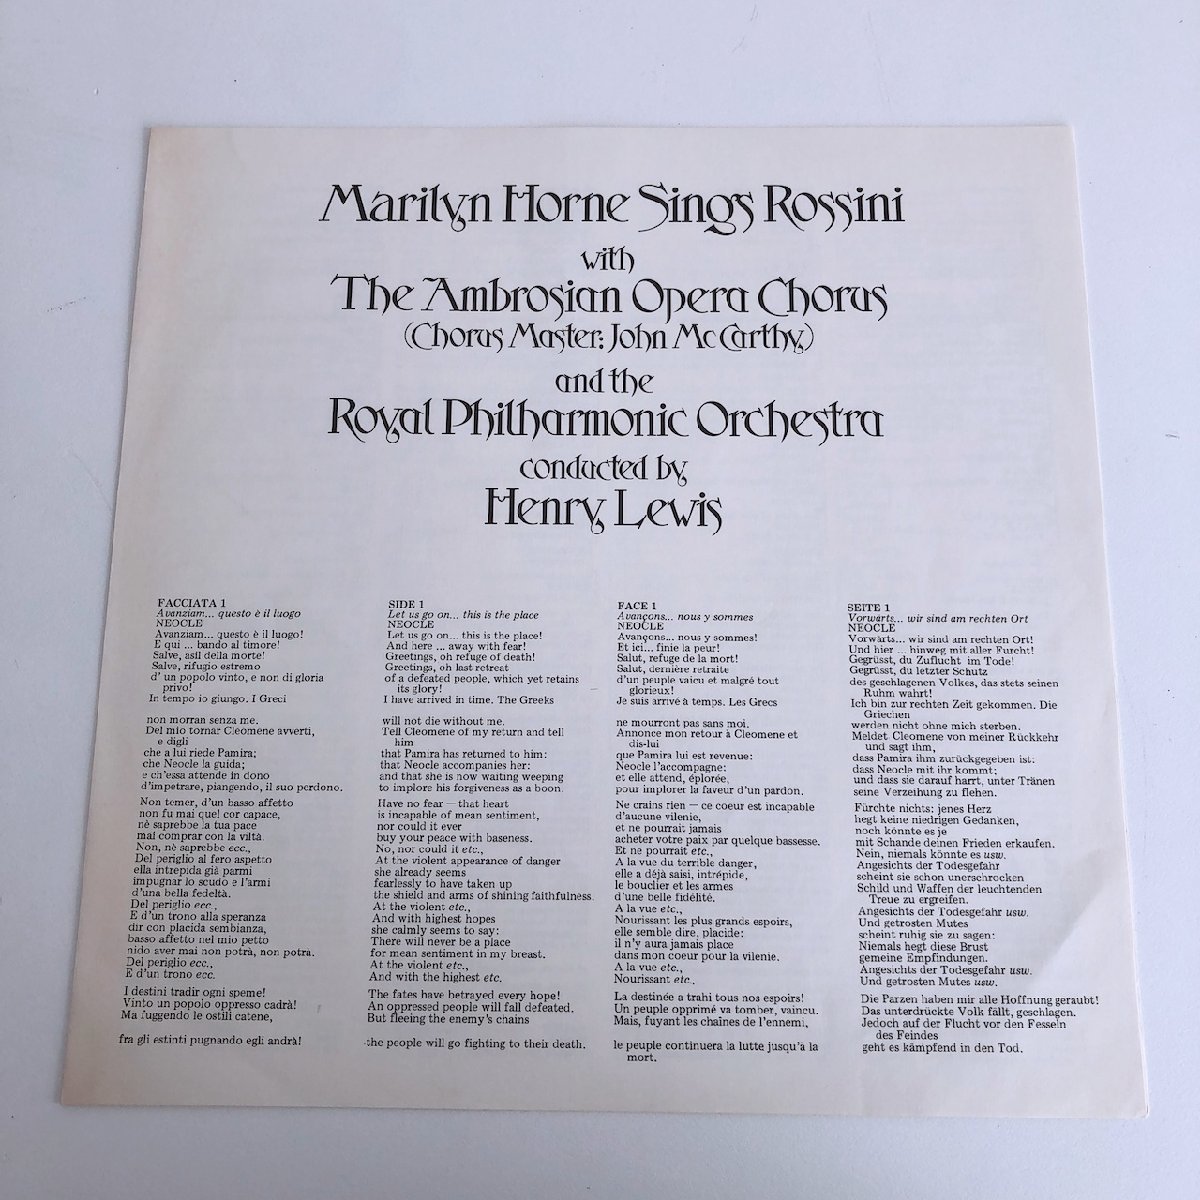 Marilyn Horne Sings Rossini
with
The Ambrosian Opera Chorus
(Chorus Master: John McCarthy)
and the
Royal Philharmonic Orchestra
conducted by
Henry Lewis
FACCIATA 1
Avanziam... questo è il luogo
NEOCLE
Avanziam... questo è il luogo!
E qui ... bando al timore!
Salve, asil della morte!
Salve, rifugio estremo
d' un popolo vinto, e non di gloria
privo!
In tempo io giungo. I Greci
non morran senza me.
Del mio tornar Cleomene avverti,
e digli
che a lui riede Pamira;
che Neocle la guida;
e ch'essa attende in dono
d'impetrare, piangendo, il suo perdono.
Non temer, d'un basso affetto
non fu mai quel cor capace,
nè saprebbe la tua pace
mai comprar con la viltà.
Non, nè saprebbe ecc.,
Del periglio al fero aspetto
ella intrepida già parmi
impugnar lo scudo e l'armi
d'una bella fedeltà.
Del periglio ecc.,
E d'un trono alla speranza
dir con placida sembianza,
basso affetto nel mio petto
nido aver mai non potrà, non potrà.
Del periglio ecc.,
E d'un trono ecc.
I destini tradir ogni speme!
Vinto un popolo oppresso cadrà!
Ma fuggendo le ostili catene,
fra gli estinti pugnando egli andrà!
SIDE 1
Let us go on... this is the place
NEOCLE
Let us go on... this is the place!
And here ... away with fear!
Greetings, oh refuge of death!
Greetings, oh last retreat
of a defeated people, which yet retains
its glory!
I have arrived in time. The Greeks
will not die without me.
Tell Cleomene of my return and tell
him
that Pamira has returned to him:
that Neocle accompanies her:
and that she is now waiting weeping
to implore his forgiveness as a boon.
Have no fear — that heart
is incapable of mean sentiment,
nor could it ever
buy your peace with baseness.
No, nor could it etc.,
At the violent appearance of danger
she already seems
fearlessly to have taken up
the shield and arms of shining faithfulness.
At the violent etc.,
And with highest hopes
she calmly seems to say:
There will never be a place
for mean sentiment in my breast.
At the violent etc.,
And with the highest etc.
The fates have betrayed every hope!
An oppressed people will fall defeated.
But fleeing the enemy's chains
the people will go fighting to their death.
FACE 1
Avançons... nous y sommes
NEOCLE
Avançons... nous y sommes!
Et ici... finie la peur!
Salut, refuge de la mort!
Salut, dernière retraite
d'un peuple vaicu et malgré tout
glorieux!
Je suis arrivé à temps. Les Grecs
ne mourront pas sans moi.
Annonce mon retour à Cleomene et
dis-lui
que Pamira lui est revenue:
Neocle l'accompagne:
et elle attend, éplorée,
pour implorer la faveur d'un pardon.
Ne crains rien — ce coeur est incapable
d'aucune vilenie,
et ne pourrait jamais
acheter votre paix par quelque bassesse.
Et ne pourrait etc.,
A la vue du terrible danger,
elle a déjà saisi, intrépide,
le bouclier et les armes
d'une belle fidélité.
A la vue etc.,
Nourissant les plus grands espoirs,
elle semble dire, placide:
il n'y aura jamais place
dans mon coeur pour la vilenie.
A la vue etc.,
Nourissant etc.,
La destinée a trahi tous nos espoirs!
Un peuple opprimé va tomber, vaincu.
Mais, fuyant les chaînes de l'ennemi,
le peuple continuera la lutte jusqu'à la
mort.
SEITE 1
Vorwärts... wir sind am rechten Ort
NEOCLE
Vorwärts... wir sind am rechten Ort!
Und hier ... hinweg mit aller Furcht!
Gegrüsst, du Zuflucht im Tode!
Gegrüsst, du letzter Schutz
des geschlagenen Volkes, das stets seinen
Ruhm wahrt!
Ich bin zur rechten Zeit gekommen. Die
Griechen
werden nicht ohne mich sterben.
Meldet Cleomene von meiner Rückkehr
und sagt ihm,
dass Pamira ihm zurückgegeben ist:
dass Neocle mit ihr kommt;
und dass sie darauf harrt, unter Tränen
seine Verzeihung zu flehen.
Fürchte nichts: jenes Herz
hegt keine niedrigen Gedanken,
noch könnte es je
mit Schande deinen Frieden erkaufen.
Nein, niemals könnte es usw.
Angesichts der Todesgefahr
scheint sie schon unerschrocken
Schild und Waffen der leuchtenden
Treue zu ergreifen.
Angesichts der Todesgefahr usw.
Und getrosten Mutes
scheint ruhig sie zu sagen:
Niemals hegt diese Brust
gemeine Empfindungen.
Angesichts der Todesgefahr usw.
Und getrosten Mutes usw.
Die Parzen haben mir alle Hoffnung geraubt!
Das unterdrückte Volk fällt, geschlagen.
Jedoch auf der Flucht vor den Fesseln
des Feindes
geht es kämpfend in den Tod.